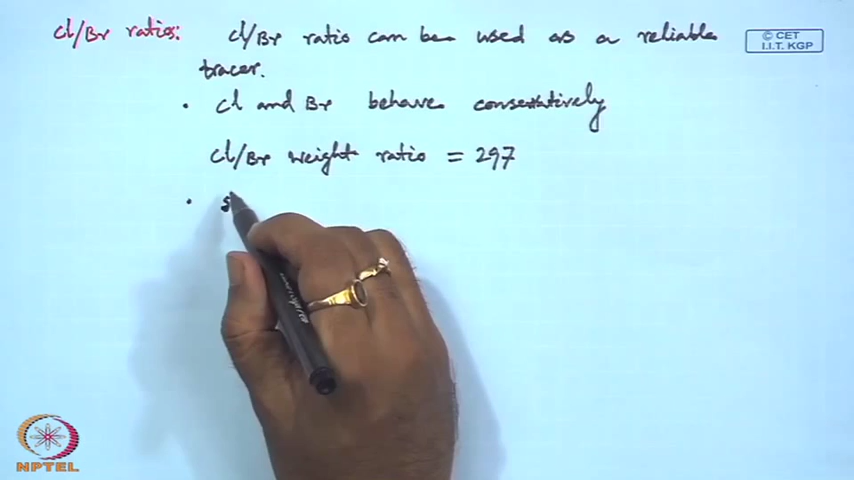 Cl/Br ratios: Cl/Br ratio can be used as a reliable
tracer.
• Cl and Br behave conservatively
Cl/Br weight ratio = 297
• s
© CET
I.I.T. KGP
NPTEL